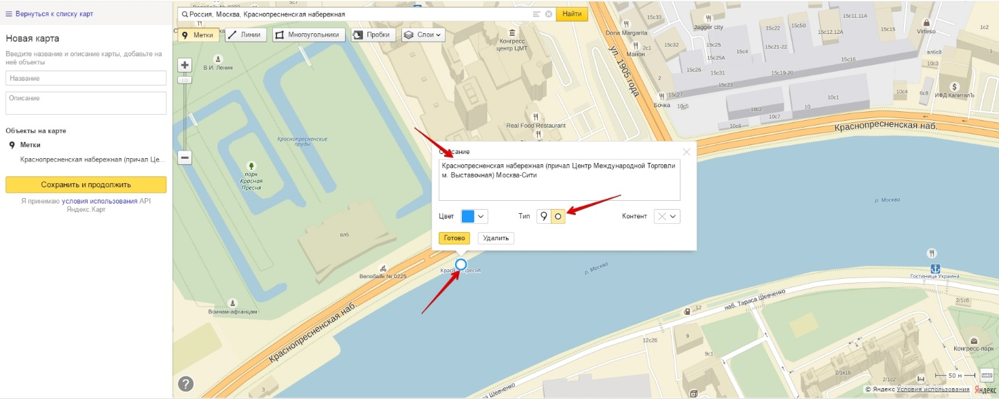 Вернуться к списку карт
Новая карта
Введите название и описание карты, добавьте на
неё объекты
Название
Описание
Объекты на карте
Метки
Краснопресненская набережная (причал Це...
Сохранить и продолжить
Я принимаю условия использования API
Яндекс.Карт
Россия, Москва, Краснопресненская набережная
Найти
Метки
Линии
Многоугольники
Пробки
Слои
В.И. Ленин
Конгресс
центр ЦМТ
Dona Margarita
Манон
2с1
ул. 1905 года
15с33
Jagger city
15с32
15с25
15с25А
15с26
15с31
15с4
15с22
15с50
15с21-22
15с12,12А
15с11,11А
15с15
15с16
15с19-20
15с23
15с27
2
Бочка
10с5
10с2
10с7
10с6
10
10с1
10с4
6с8
Virteso
1с2
вл6с8
10с3
1
ИФД КапиталЪ
Real Food Restaurant
Краснопресненская наб.
Краснопресненские
пруды
парк
Красная
Пресня
вл5
Велобайк № 0225
Воинам-афганцам
Краснопресненская наб.
3
Описание
Краснопресненская набережная (причал Центр Международной Торговли
м. Выставочная) Москва-Сити
Цвет
Тип
Контент
Готово
Удалить
р. Москва
р. Москва
Гостиница Украина
наб. Тараса Шевченко
12
12с26
9
9с1
2/1с6
Конгресс-парк
2/1к1Б
2/1с2
Шевченко
50 м
© Яндекс Условия использования
Яндекс